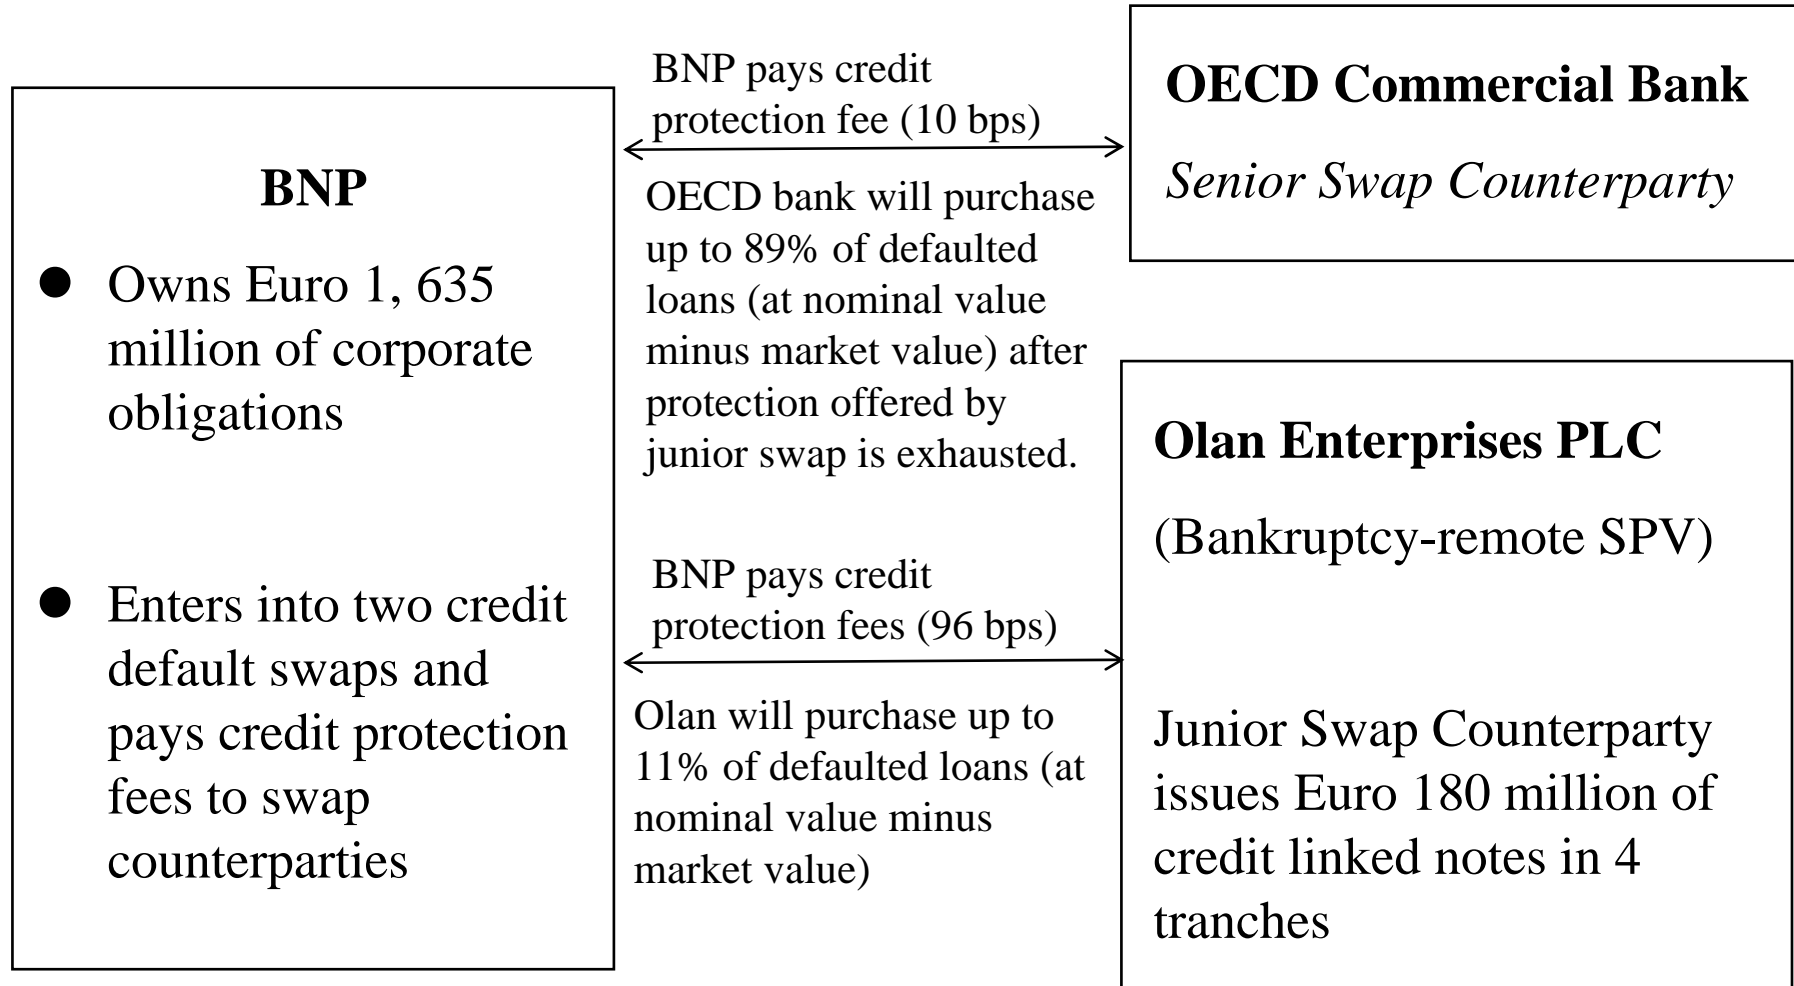 BNP
● Owns Euro 1, 635
million of corporate
obligations
● Enters into two credit
default swaps and
pays credit protection
fees to swap
counterparties
BNP pays credit
protection fee (10 bps)
OECD bank will purchase
up to 89% of defaulted
loans (at nominal value
minus market value) after
protection offered by
junior swap is exhausted.
BNP pays credit
protection fees (96 bps)
Olan will purchase up to
11% of defaulted loans (at
nominal value minus
market value)
OECD Commercial Bank
Senior Swap Counterparty
Olan Enterprises PLC
(Bankruptcy-remote SPV)
Junior Swap Counterparty
issues Euro 180 million of
credit linked notes in 4
tranches